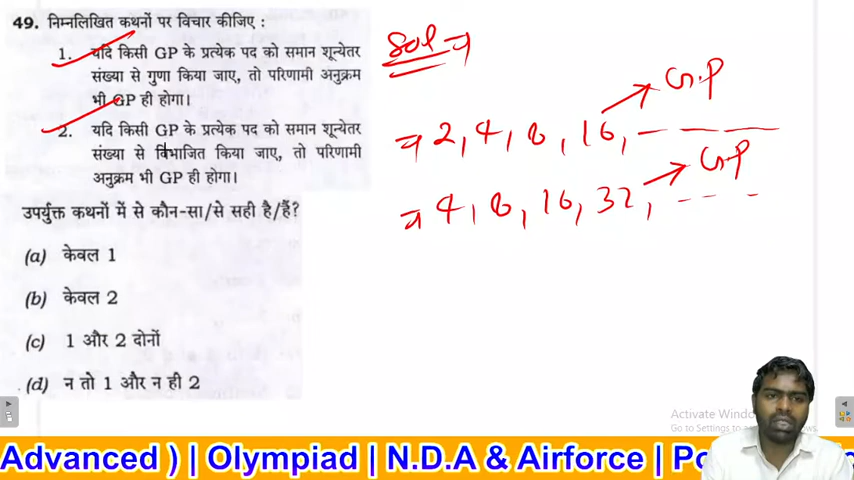 49. निम्नलिखित कथनों पर विचार कीजिए :
1. यदि किसी GP के प्रत्येक पद को समान शून्येतर
संख्या से गुणा किया जाए, तो परिणामी अनुक्रम
भी GP ही होगा।
2. यदि किसी GP के प्रत्येक पद को समान शून्येतर
संख्या से विभाजित किया जाए, तो परिणामी
अनुक्रम भी GP ही होगा।
उपर्युक्त कथनों में से कौन-सा/से सही है/हैं?
(a) केवल 1
(b) केवल 2
(c) 1 और 2 दोनों
(d) न तो 1 और न ही 2
Sol ⇒
G.P
⇒ 2, 4, 8, 16, — — —
G.P
⇒ 4, 8, 16, 32, - - -
Activate Windo
Go to Settings to
Advanced ) | Olympiad | N.D.A & Airforce | Po